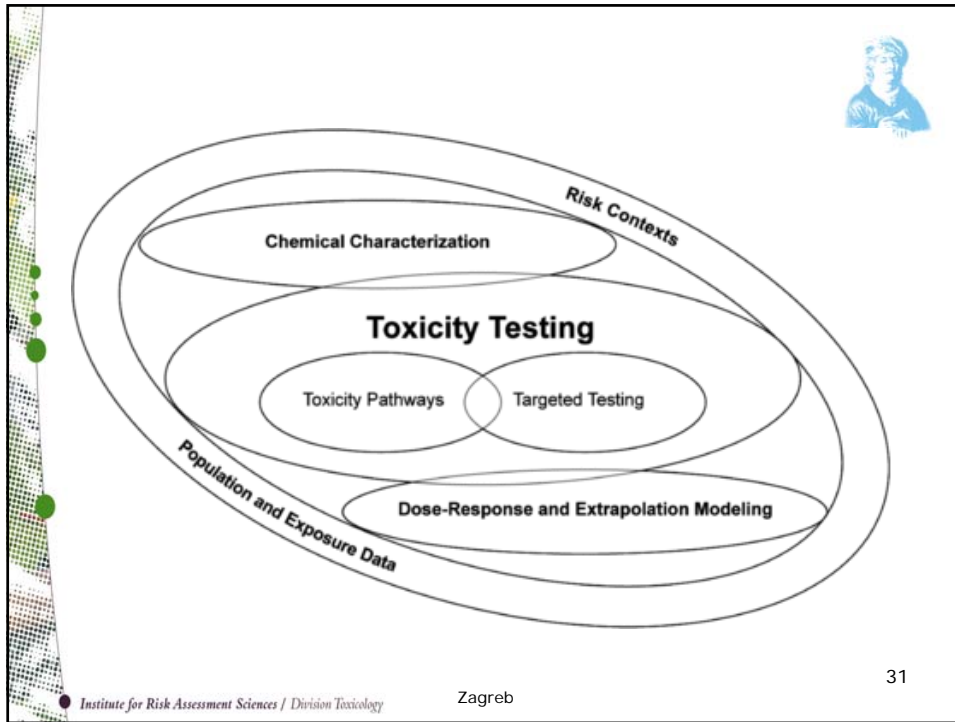 Risk Contexts
Chemical Characterization
Toxicity Testing
Toxicity Pathways
Targeted Testing
Population and Exposure Data
Dose-Response and Extrapolation Modeling
Institute for Risk Assessment Sciences / Division Toxicology
Zagreb
31